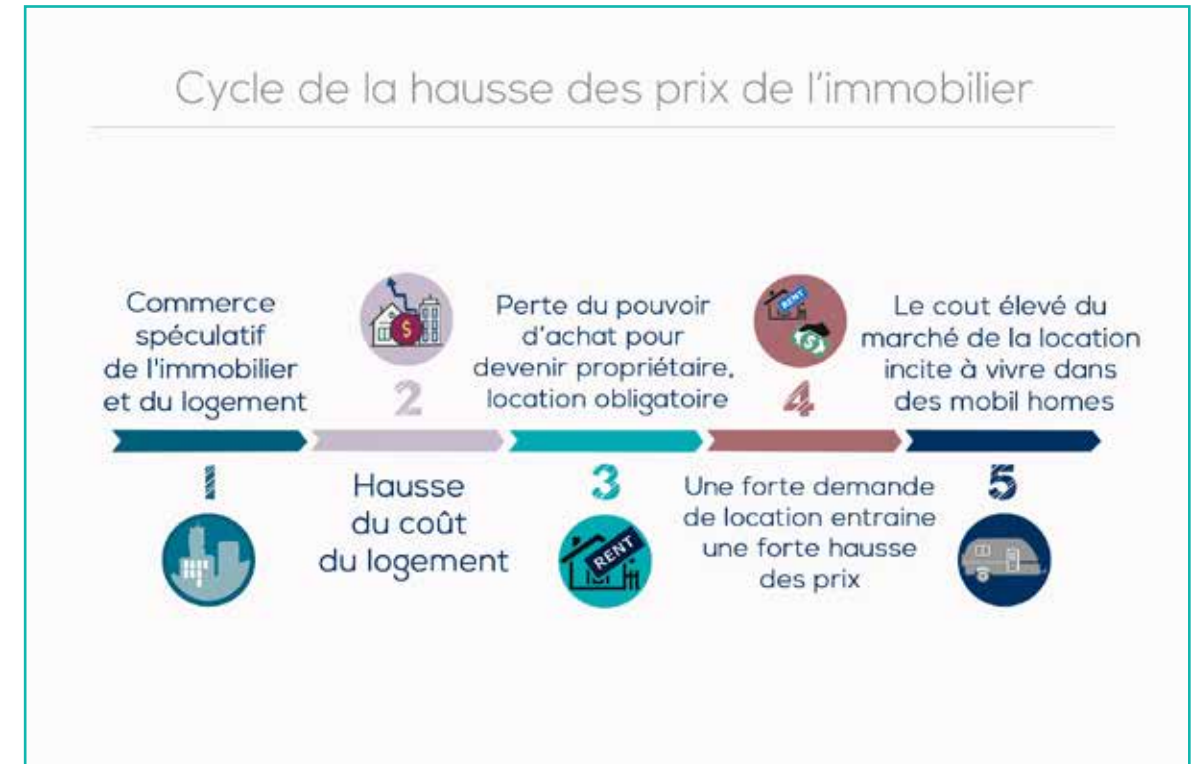 Cycle de la hausse des prix de l'immobilier
Commerce
spéculatif
de l'immobilier
et du logement
1
2
Hausse
du coût
du logement
Perte du pouvoir
d'achat pour
devenir propriétaire,
location obligatoire
3
RENT
RENT
4
Une forte demande
de location entraine
une forte hausse
des prix
Le cout élevé du
marché de la location
incite à vivre dans
des mobil homes
5